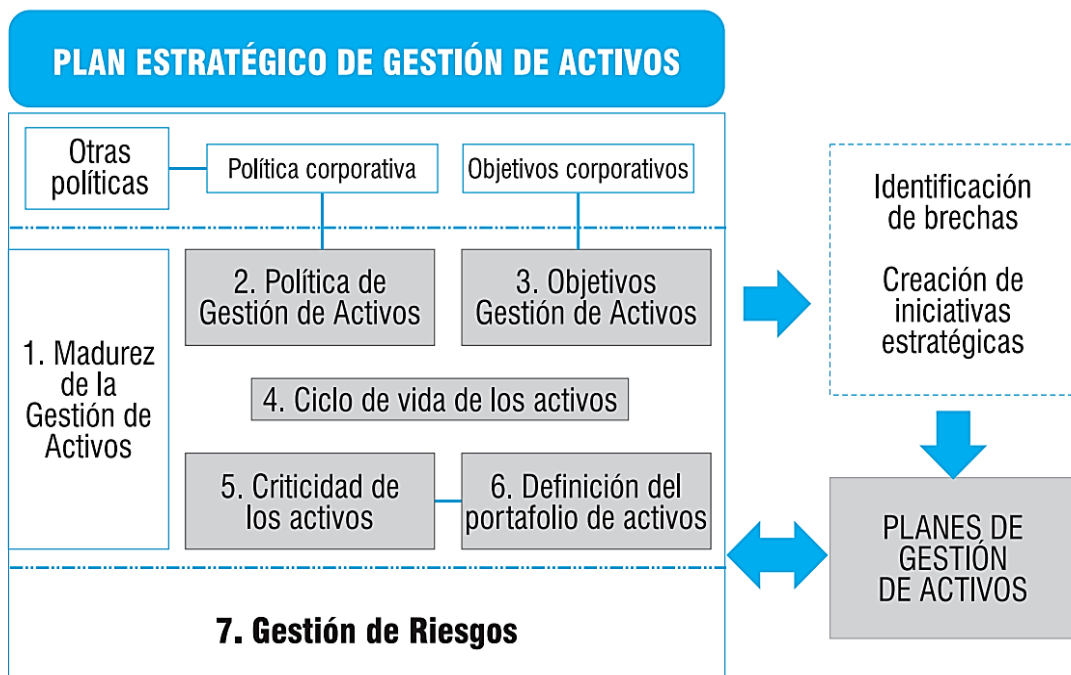 PLAN ESTRATÉGICO DE GESTIÓN DE ACTIVOS
Otras
políticas
Política corporativa
Objetivos corporativos
1. Madurez
de la
Gestión de
Activos
2. Política de
Gestión de Activos
3. Objetivos
Gestión de Activos
4. Ciclo de vida de los activos
5. Criticidad de
los activos
6. Definición del
portafolio de activos
7. Gestión de Riesgos
Identificación
de brechas
Creación de
iniciativas
estratégicas
PLANES DE
GESTIÓN
DE ACTIVOS